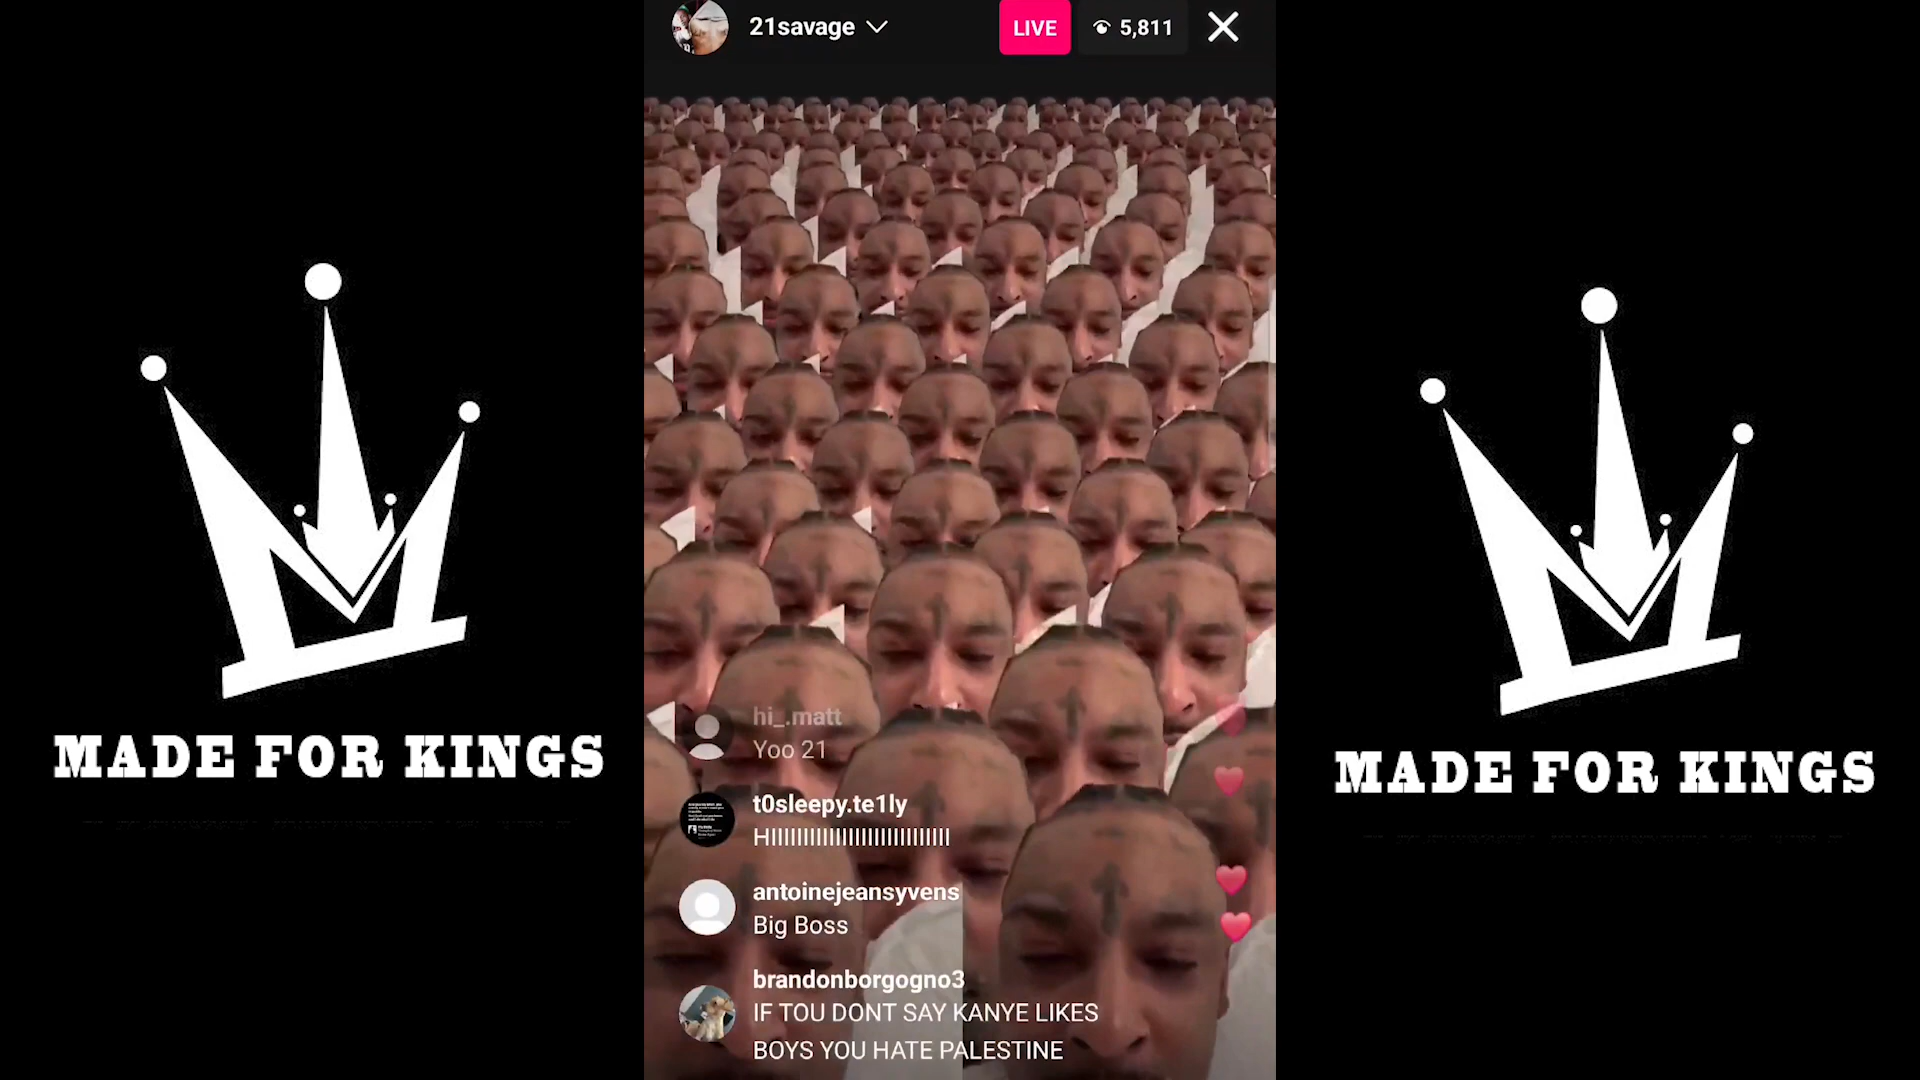 21savage
LIVE
5,811
MADE FOR KINGS
hi_.matt
Yoo 21
t0sleepy.te1ly
HIIIIIIIIIIIIIIIIIIIIIIIIIIII
antoinejeansyvens
Big Boss
brandonborgogno3
IF TOU DONT SAY KANYE LIKES
BOYS YOU HATE PALESTINE
MADE FOR KINGS